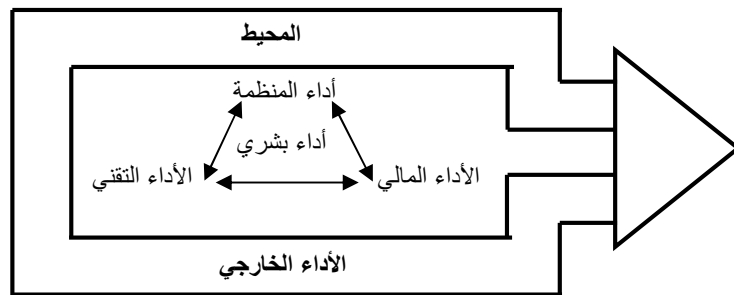 المحيط
أداء المنظمة
أداء بشري
الأداء المالي
الأداء التقني
الأداء الخارجي